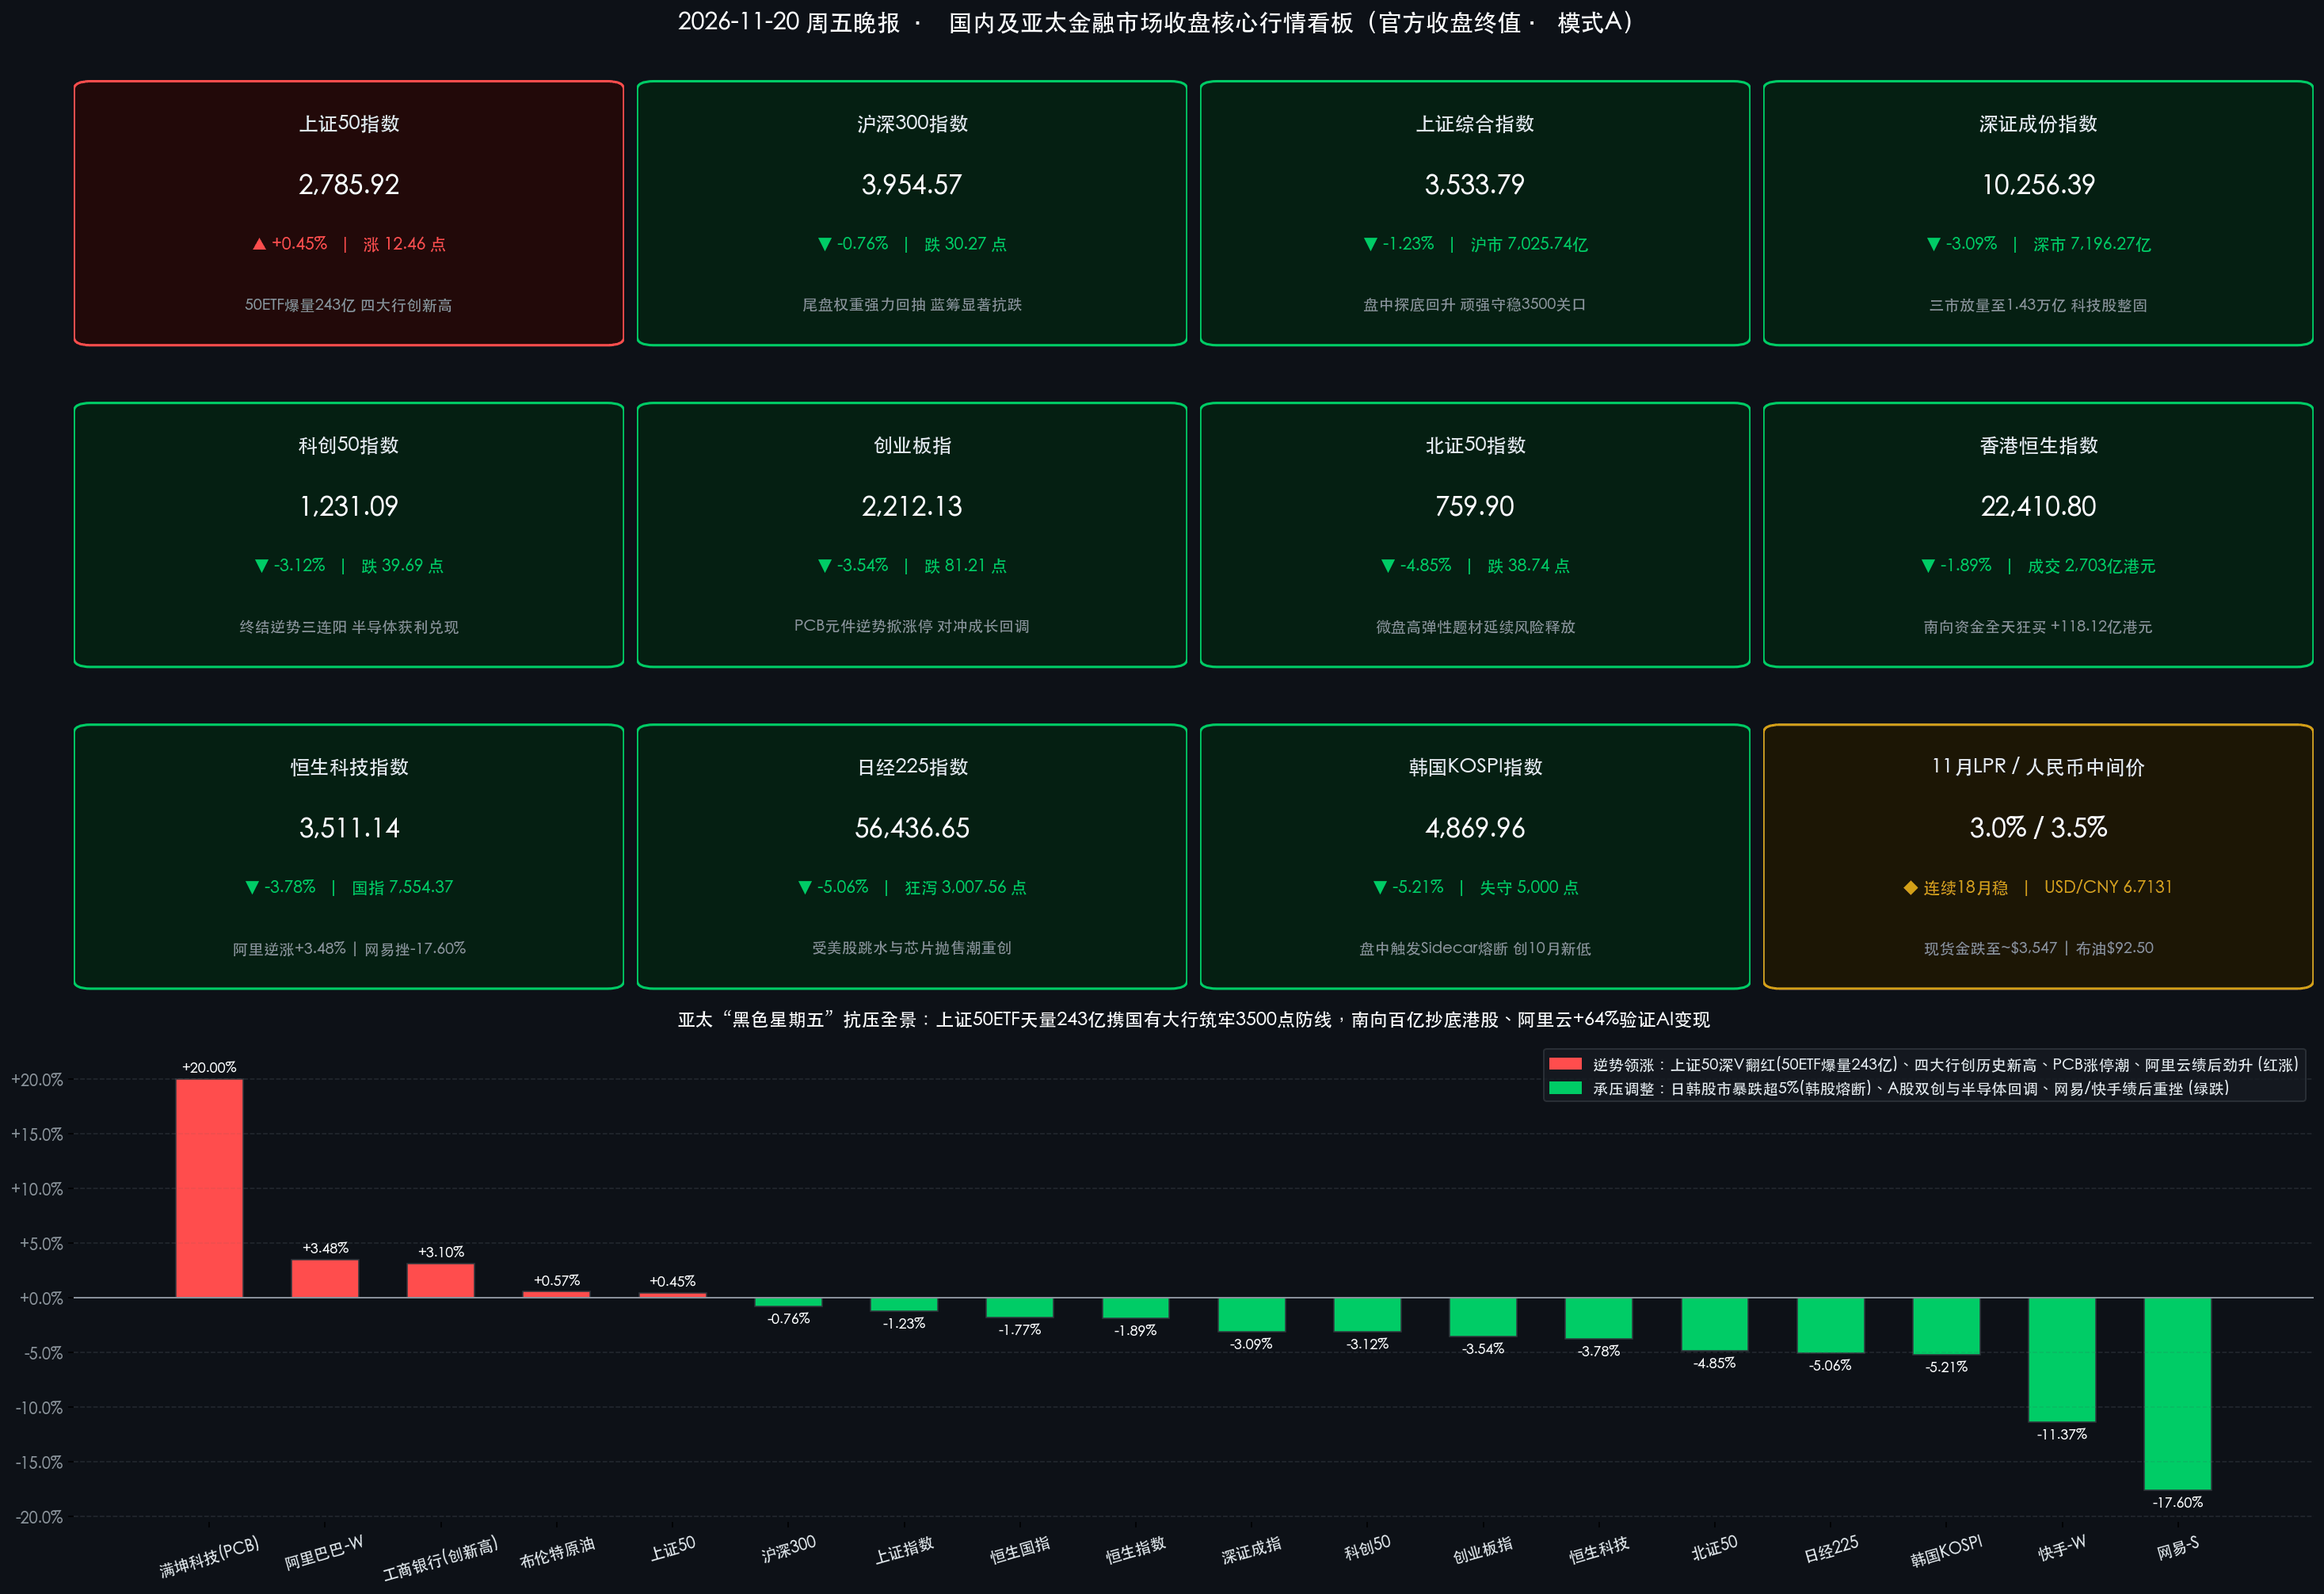 2026-11-20 周五晚报 · 国内及亚太金融市场收盘核心行情看板（官方收盘终值 · 模式A）
上证50指数
2,785.92
▲ +0.45% | 涨 12.46 点
50ETF爆量243亿 四大行创新高
沪深300指数
3,954.57
▼ -0.76% | 跌 30.27 点
尾盘权重强力回抽 蓝筹显著抗跌
上证综合指数
3,533.79
▼ -1.23% | 沪市 7,025.74亿
盘中探底回升 顽强守稳3500关口
深证成份指数
10,256.39
▼ -3.09% | 深市 7,196.27亿
三市放量至1.43万亿 科技股整固
科创50指数
1,231.09
▼ -3.12% | 跌 39.69 点
终结逆势三连阳 半导体获利兑现
创业板指
2,212.13
▼ -3.54% | 跌 81.21 点
PCB元件逆势掀涨停 对冲成长回调
北证50指数
759.90
▼ -4.85% | 跌 38.74 点
微盘高弹性题材延续风险释放
香港恒生指数
22,410.80
▼ -1.89% | 成交 2,703亿港元
南向资金全天狂买 +118.12亿港元
恒生科技指数
3,511.14
▼ -3.78% | 国指 7,554.37
阿里逆涨+3.48% | 网易挫-17.60%
日经225指数
56,436.65
▼ -5.06% | 狂泻 3,007.56 点
受美股跳水与芯片抛售潮重创
韩国KOSPI指数
4,869.96
▼ -5.21% | 失守 5,000 点
盘中触发Sidecar熔断 创10月新低
11月LPR / 人民币中间价
3.0% / 3.5%
◆ 连续18月稳 | USD/CNY 6.7131
现货金跌至~$3,547 | 布油$92.50
亚太“黑色星期五”抗压全景：上证50ETF天量243亿携国有大行筑牢3500点防线，南向百亿抄底港股、阿里云+64%验证AI变现
逆势领涨：上证50深V翻红(50ETF爆量243亿)、四大行创历史新高、PCB涨停潮、阿里云绩后劲升 (红涨)
承压调整：日韩股市暴跌超5%(韩股熔断)、A股双创与半导体回调、网易/快手绩后重挫 (绿跌)
+20.0%
+15.0%
+10.0%
+5.0%
+0.0%
-5.0%
-10.0%
-15.0%
-20.0%
+20.00%
+3.48%
+3.10%
+0.57%
+0.45%
-0.76%
-1.23%
-1.77%
-1.89%
-3.09%
-3.12%
-3.54%
-3.78%
-4.85%
-5.06%
-5.21%
-11.37%
-17.60%
满坤科技(PCB)
阿里巴巴-W
工商银行(创新高)
布伦特原油
上证50
沪深300
上证指数
恒生国指
恒生指数
深证成指
科创50
创业板指
恒生科技
北证50
日经225
韩国KOSPI
快手-W
网易-S